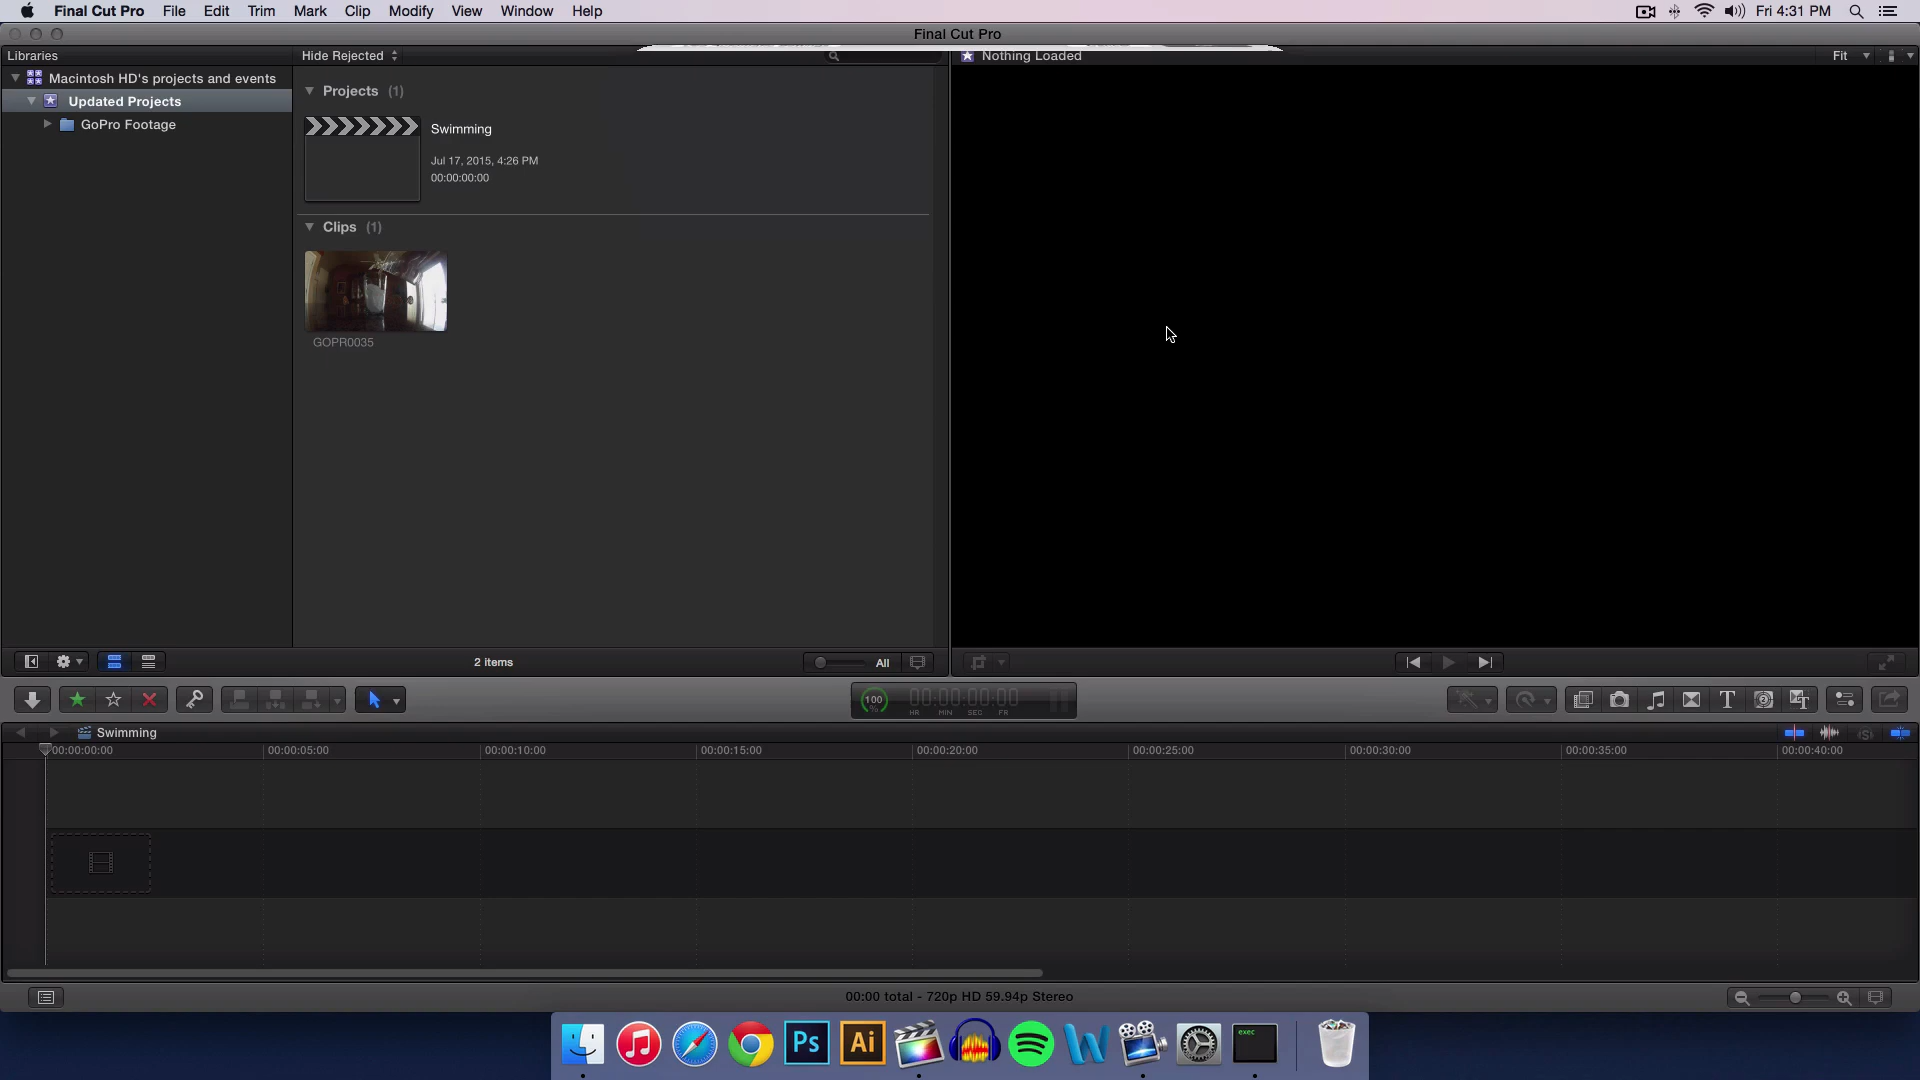 Final Cut Pro File Edit Trim Mark Clip Modify View Window Help Fri 4:31 PM
Final Cut Pro
Libraries
Hide Rejected
Nothing Loaded
Fit
Macintosh HD's projects and events
Updated Projects
GoPro Footage
Projects (1)
Swimming
Jul 17, 2015, 4:26 PM
00:00:00:00
Clips (1)
GOPR0035
2 items
All
100 %
00:00:00:00
HR MIN SEC FR
Swimming
00:00:00:00 00:00:05:00 00:00:10:00 00:00:15:00 00:00:20:00 00:00:25:00 00:00:30:00 00:00:35:00 00:00:40:00
00:00 total - 720p HD 59.94p Stereo
Ps
Ai
W
exec